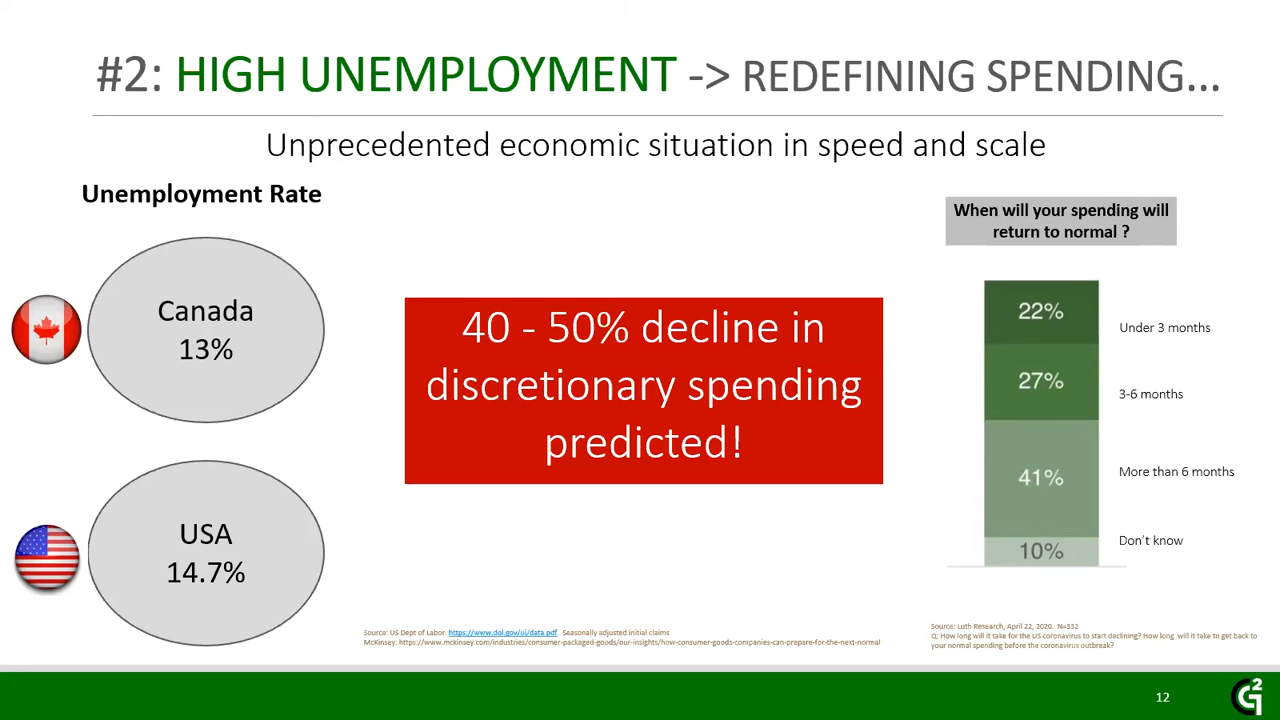 #2: HIGH UNEMPLOYMENT -> REDEFINING SPENDING...
Unprecedented economic situation in speed and scale
Unemployment Rate
Canada
13%
USA
14.7%
40 - 50% decline in
discretionary spending
predicted!
When will your spending will
return to normal ?
22%
Under 3 months
27%
3-6 months
41%
More than 6 months
10%
Don't know
Source: US Dept of Labor. https://www.dol.gov/ui/data.pdf. Seasonally adjusted initial claims
McKinsey: https://www.mckinsey.com/industries/consumer-packaged-goods/our-insights/how-consumer-goods-companies-can-prepare-for-the-next-normal
Source: Luth Research, April 22, 2020. N=332
Q; How long will it take for the US coronavirus to start declining? How long will it take to get back to
your normal spending before the coronavirus outbreak?
12
G2